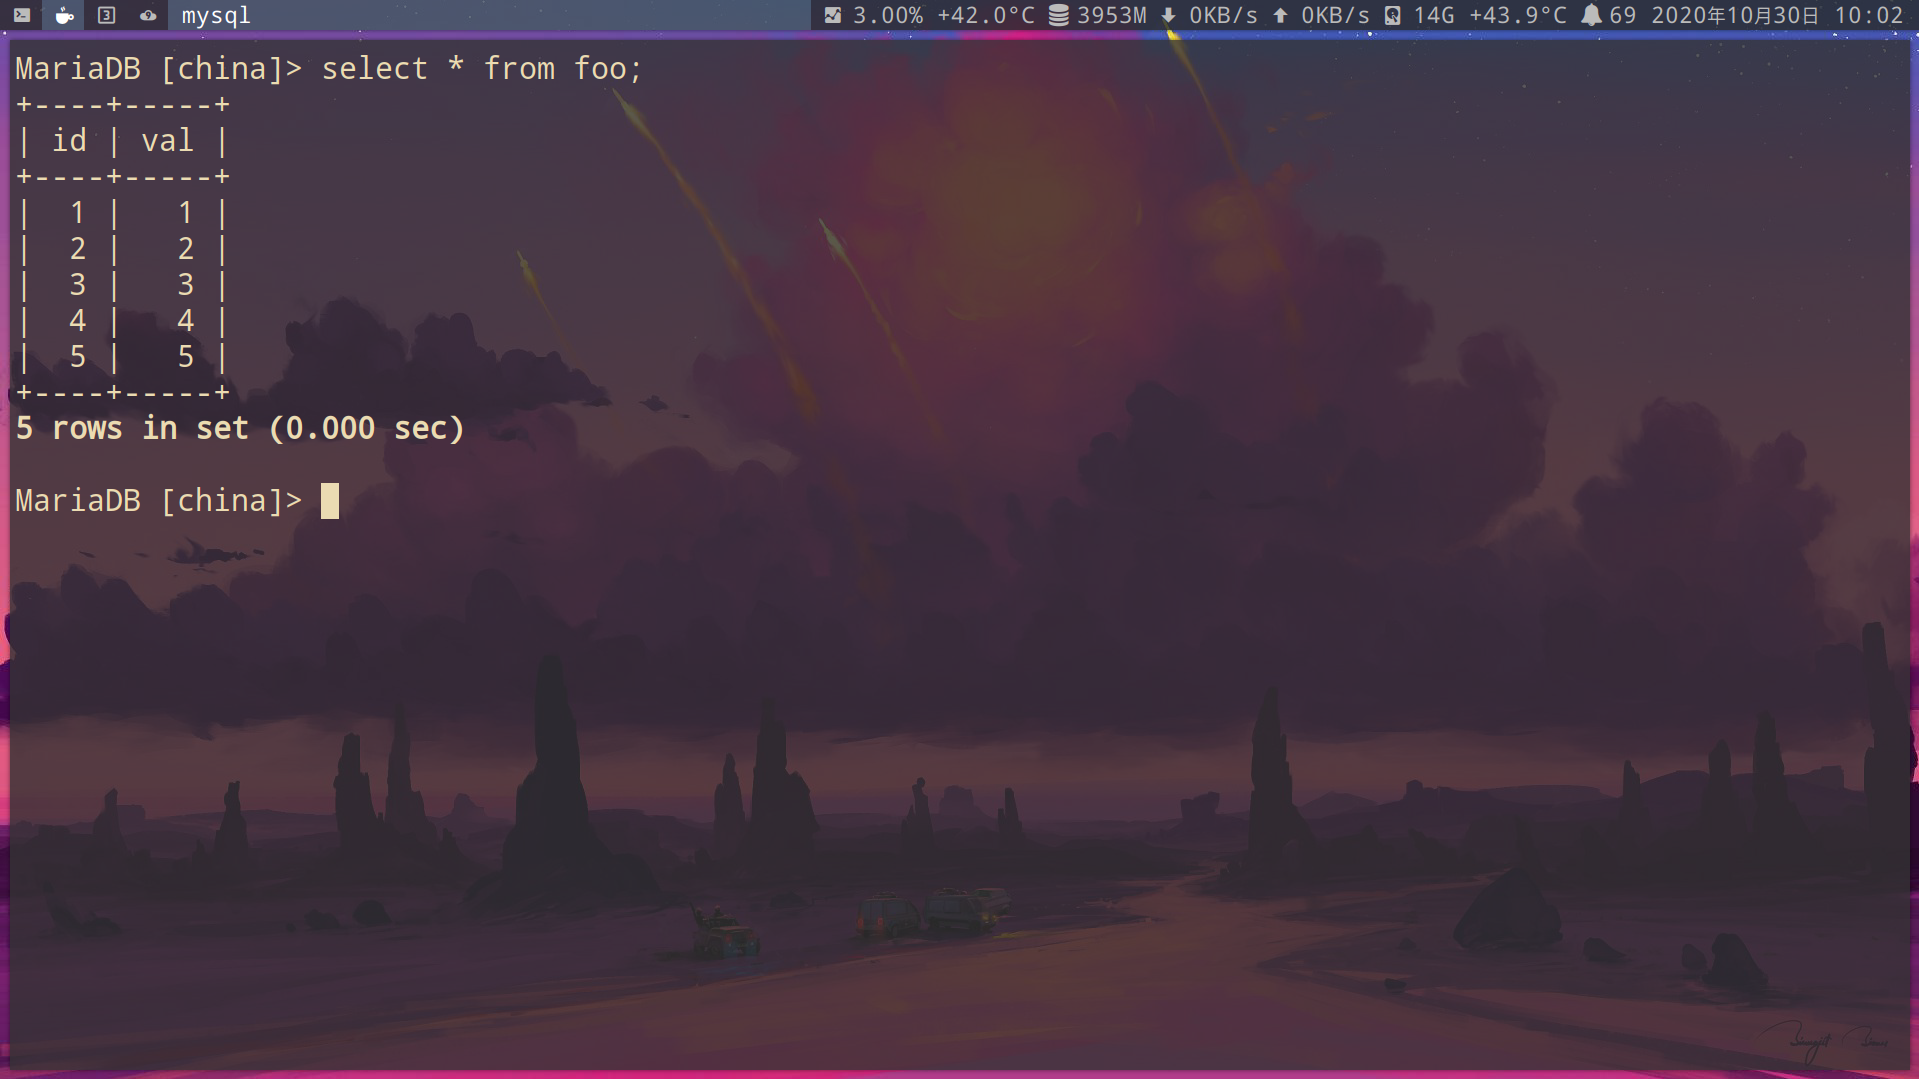 3 mysql 3.00% +42.0°C 3953M 0KB/s 0KB/s 14G +43.9°C 69 2020年10月30日 10:02
MariaDB [china]> select * from foo;
+----+-----+
| id | val |
+----+-----+
|  1 |   1 |
|  2 |   2 |
|  3 |   3 |
|  4 |   4 |
|  5 |   5 |
+----+-----+
5 rows in set (0.000 sec)
MariaDB [china]>